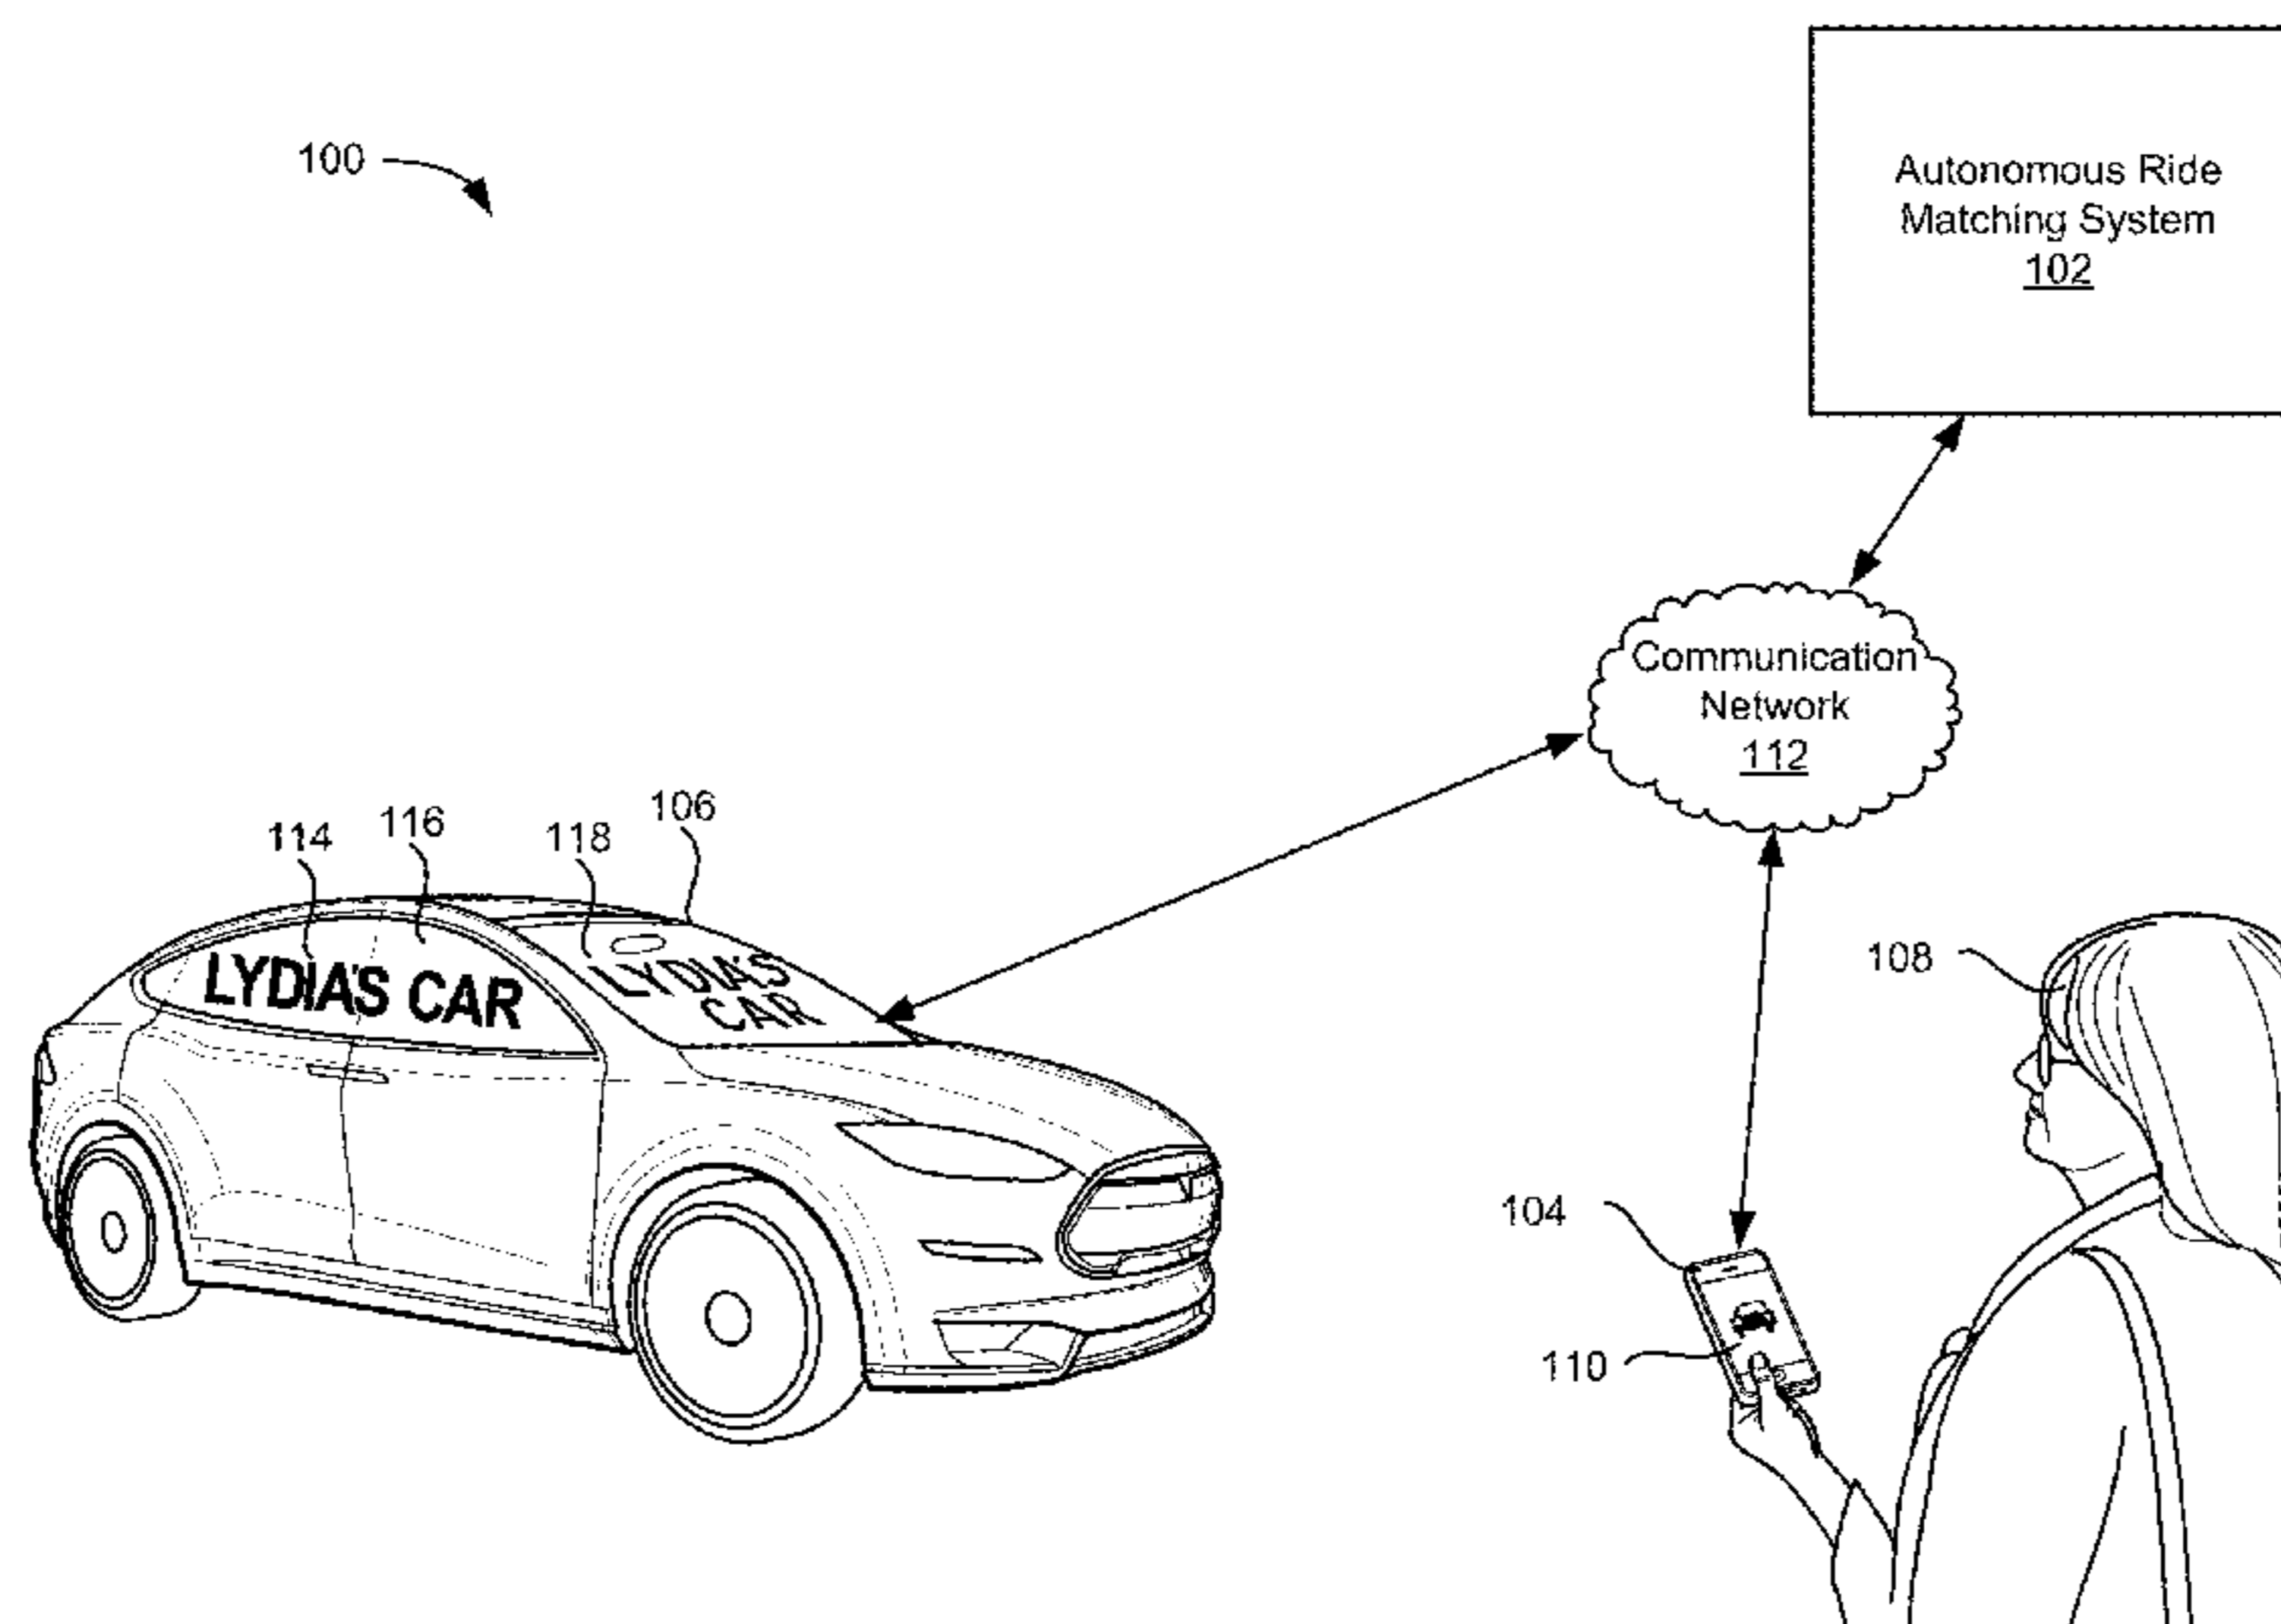 100
Autonomous Ride
Matching System
102
Communication
Network
112
106
116
114
118
LYDIA'S CAR
LYDIA'S
CAR
108
104
110